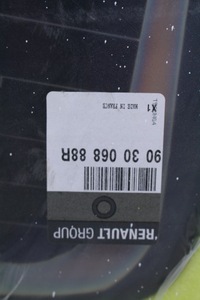 'RENAULT GROUP
90 30 068 88R
X1
MADE IN FRANCE